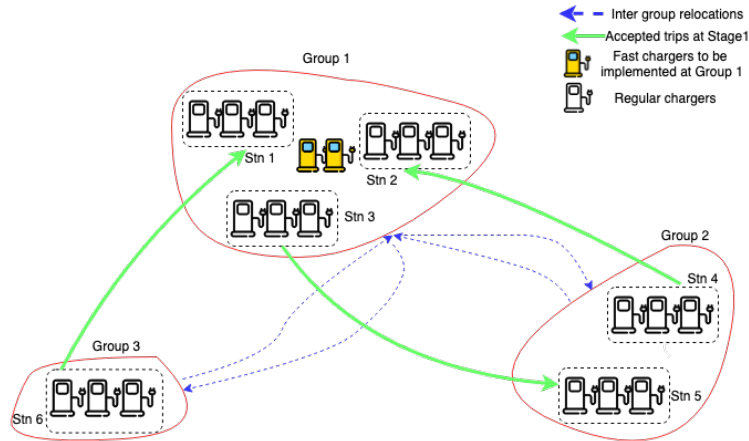 Inter group relocations
Accepted trips at Stage1
Fast chargers to be
implemented at Group 1
Regular chargers
Group 1
Stn 1
Stn 2
Stn 3
Group 2
Stn 4
Stn 5
Group 3
Stn 6